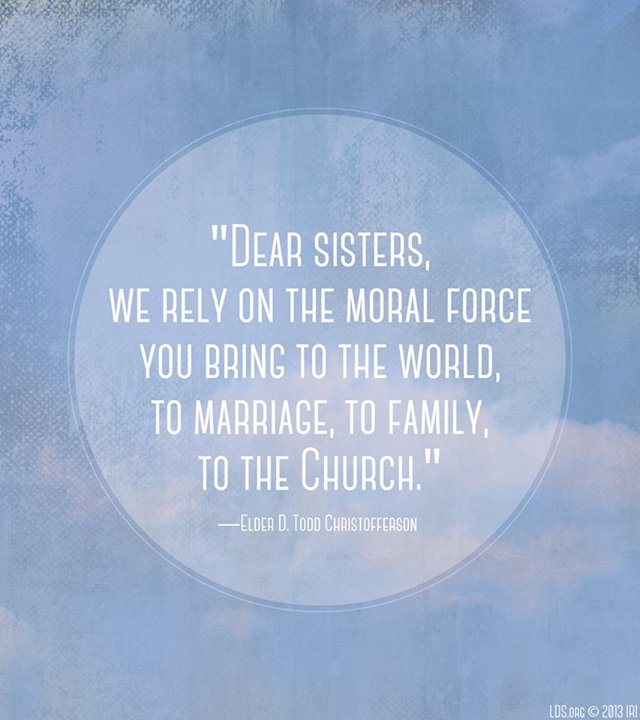 "Dear sisters,
we rely on the moral force
you bring to the world,
to marriage, to family,
to the Church."
—Elder D. Todd Christofferson
LDS.org © 2013 IRI